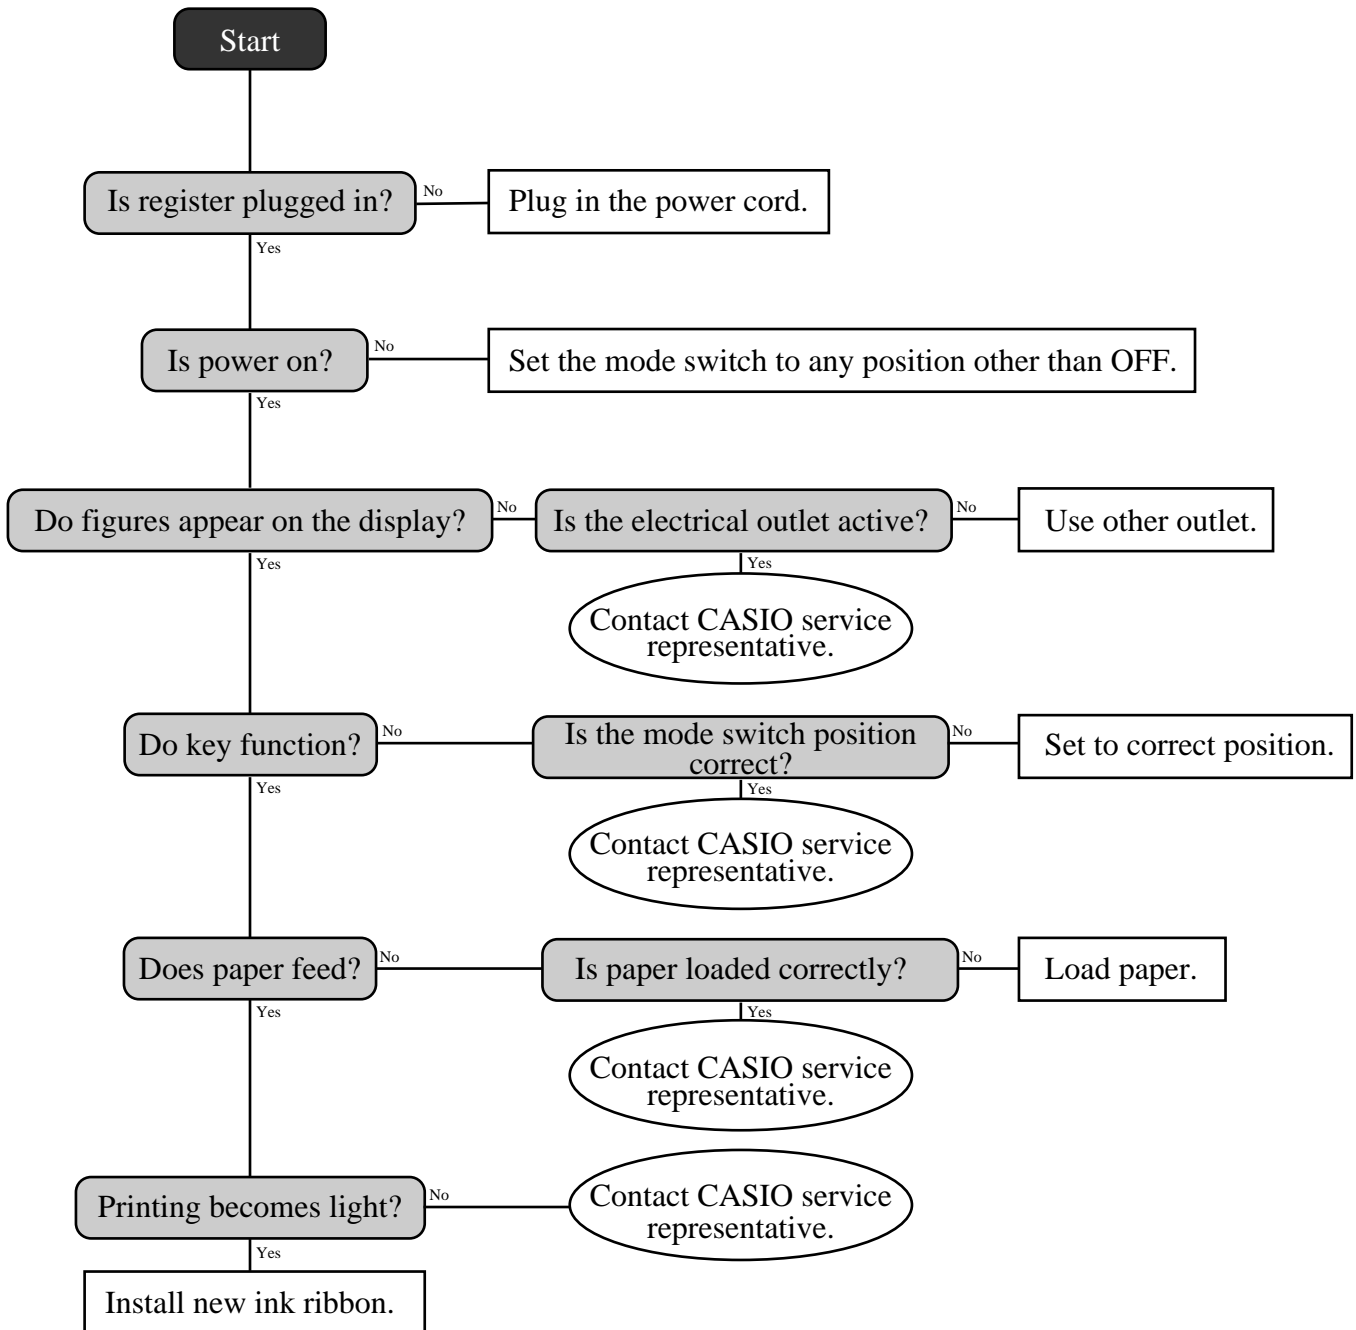 Start
Is register plugged in?
No
Plug in the power cord.
Yes
Is power on?
No
Set the mode switch to any position other than OFF.
Yes
Do figures appear on the display?
No
Is the electrical outlet active?
No
Use other outlet.
Yes
Yes
Contact CASIO service
representative.
Do key function?
No
Is the mode switch position
correct?
No
Set to correct position.
Yes
Yes
Contact CASIO service
representative.
Does paper feed?
No
Is paper loaded correctly?
No
Load paper.
Yes
Yes
Contact CASIO service
representative.
Printing becomes light?
No
Contact CASIO service
representative.
Yes
Install new ink ribbon.